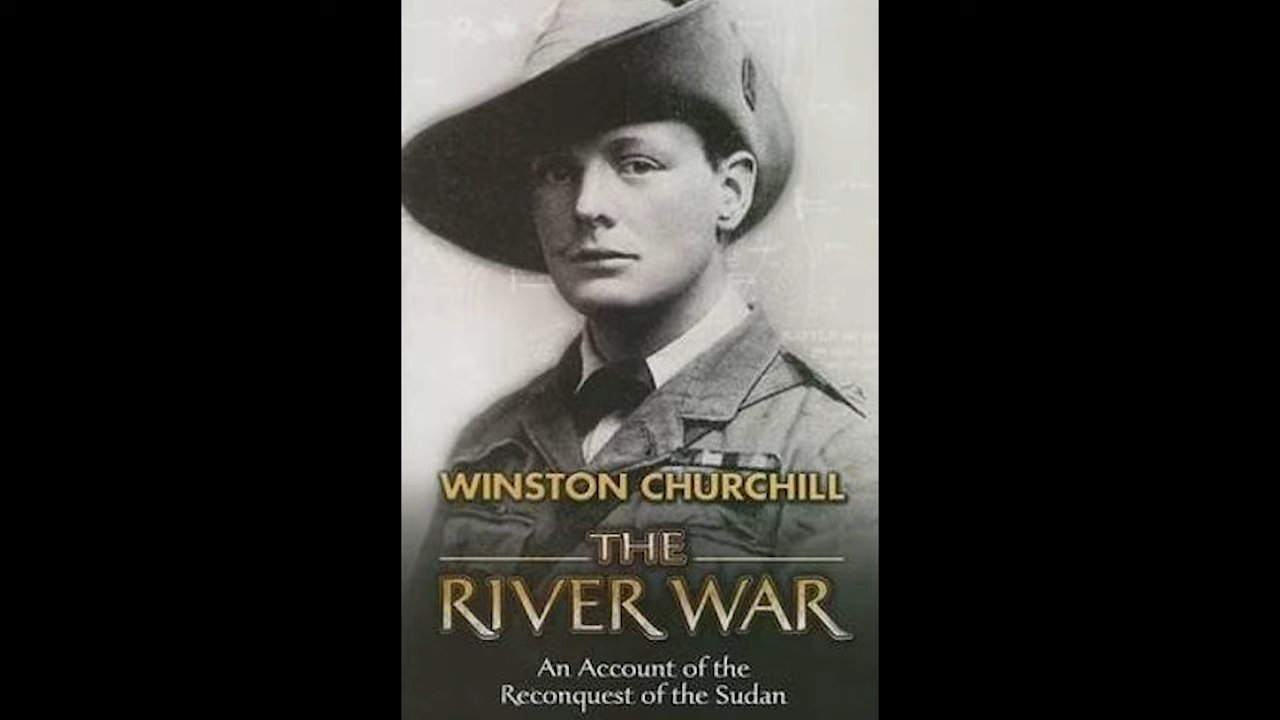 WINSTON CHURCHILL
THE
RIVER WAR
An Account of the
Reconquest of the Sudan